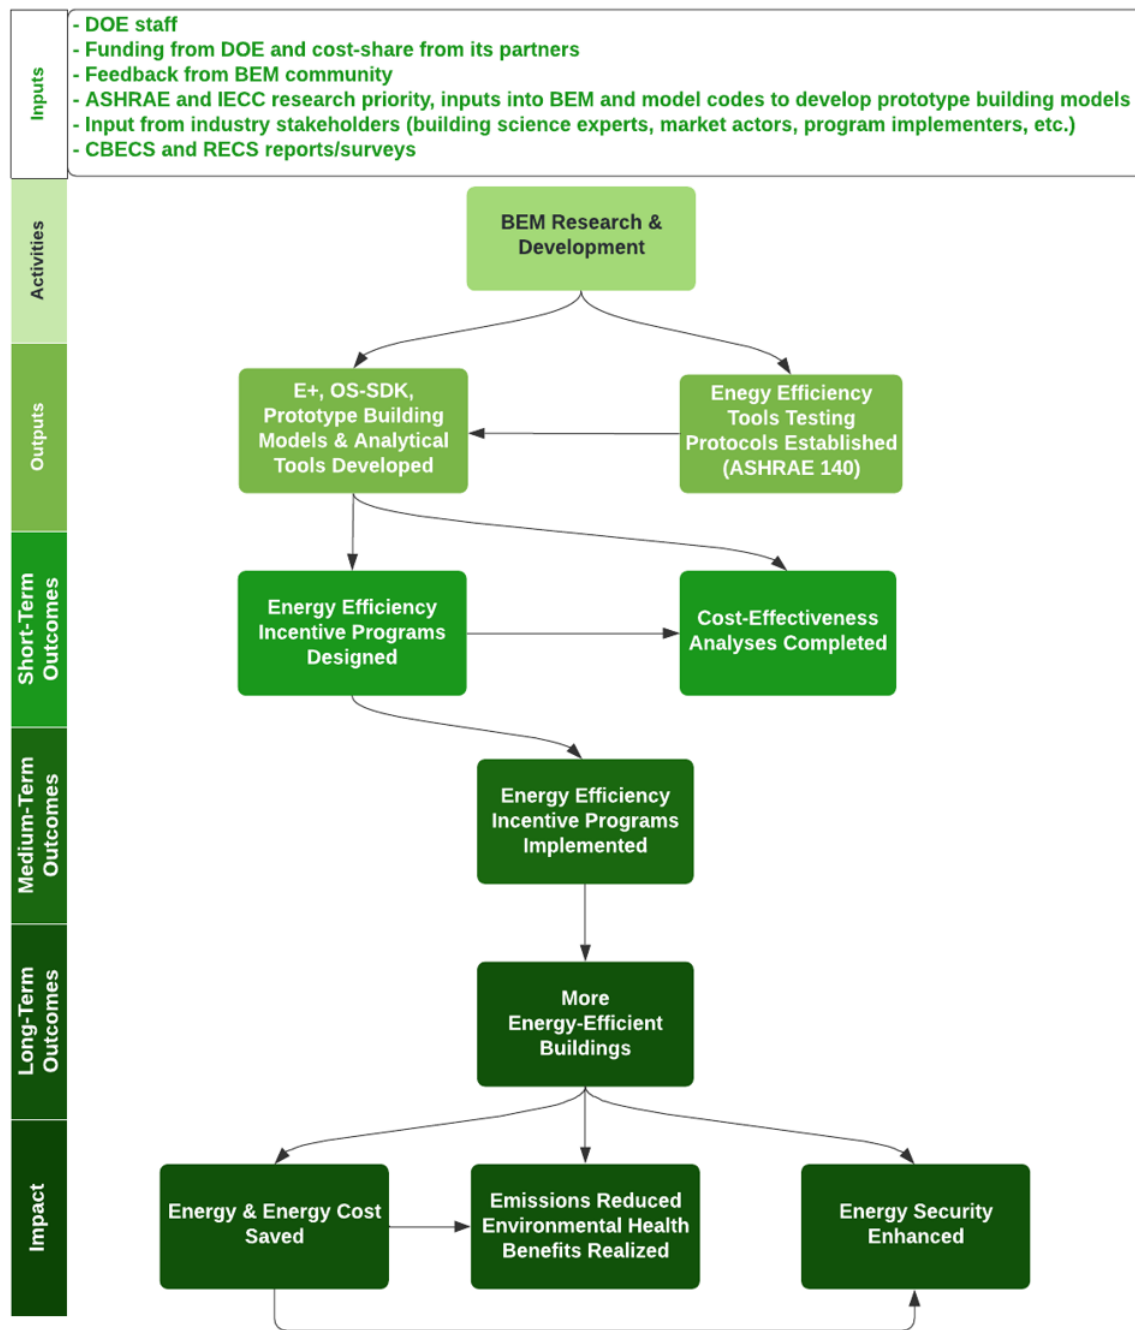 Inputs
- DOE staff
- Funding from DOE and cost-share from its partners
- Feedback from BEM community
- ASHRAE and IECC research priority, inputs into BEM and model codes to develop prototype building models
- Input from industry stakeholders (building science experts, market actors, program implementers, etc.)
- CBECS and RECS reports/surveys
Activities
BEM Research &
Development
Outputs
E+, OS-SDK,
Prototype Building
Models & Analytical
Tools Developed
Enegy Efficiency
Tools Testing
Protocols Established
(ASHRAE 140)
Short-Term
Outcomes
Energy Efficiency
Incentive Programs
Designed
Cost-Effectiveness
Analyses Completed
Medium-Term
Outcomes
Energy Efficiency
Incentive Programs
Implemented
Long-Term
Outcomes
More
Energy-Efficient
Buildings
Impact
Energy & Energy Cost
Saved
Emissions Reduced
Environmental Health
Benefits Realized
Energy Security
Enhanced